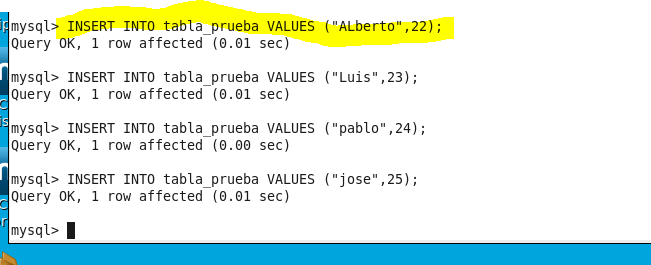 mysql> INSERT INTO tabla_prueba VALUES ("ALberto",22);
Query OK, 1 row affected (0.01 sec)
mysql> INSERT INTO tabla_prueba VALUES ("Luis",23);
Query OK, 1 row affected (0.01 sec)
mysql> INSERT INTO tabla_prueba VALUES ("pablo",24);
Query OK, 1 row affected (0.00 sec)
mysql> INSERT INTO tabla_prueba VALUES ("jose",25);
Query OK, 1 row affected (0.01 sec)
mysql>